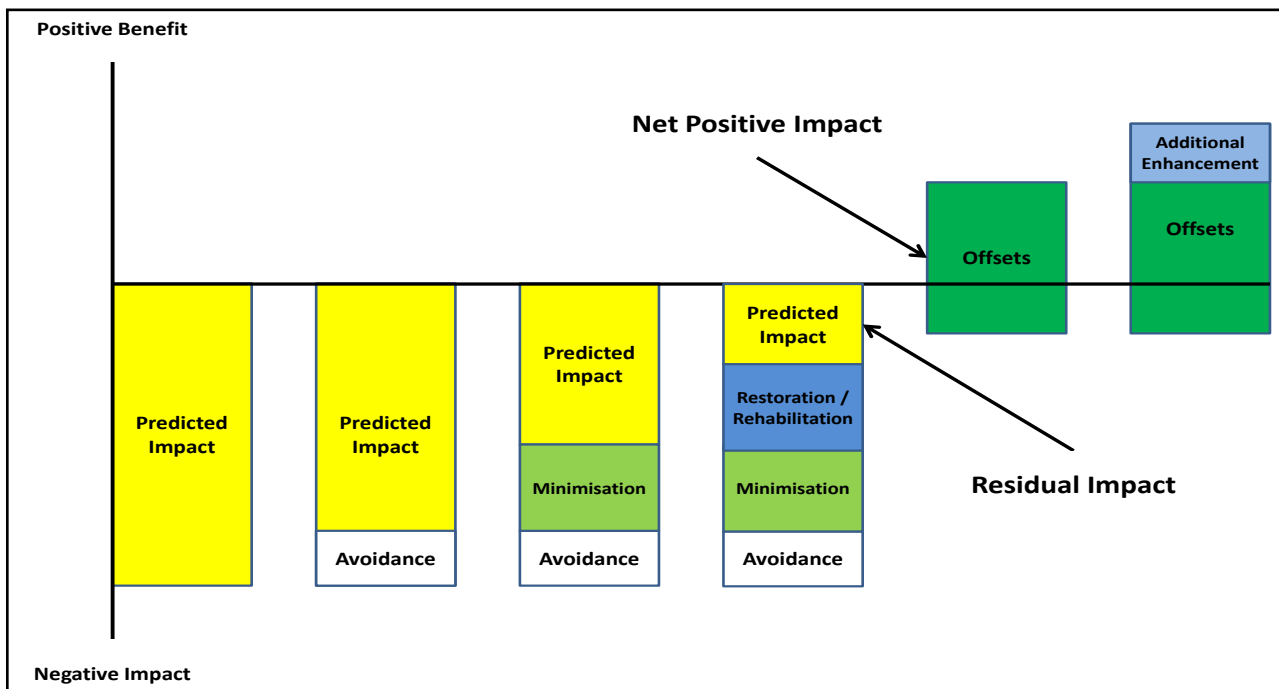 Positive Benefit
Net Positive Impact
Additional
Enhancement
Offsets
Offsets
Predicted
Impact
Predicted
Impact
Predicted
Impact
Predicted
Impact
Restoration /
Rehabilitation
Minimisation
Minimisation
Residual Impact
Avoidance
Avoidance
Avoidance
Negative Impact